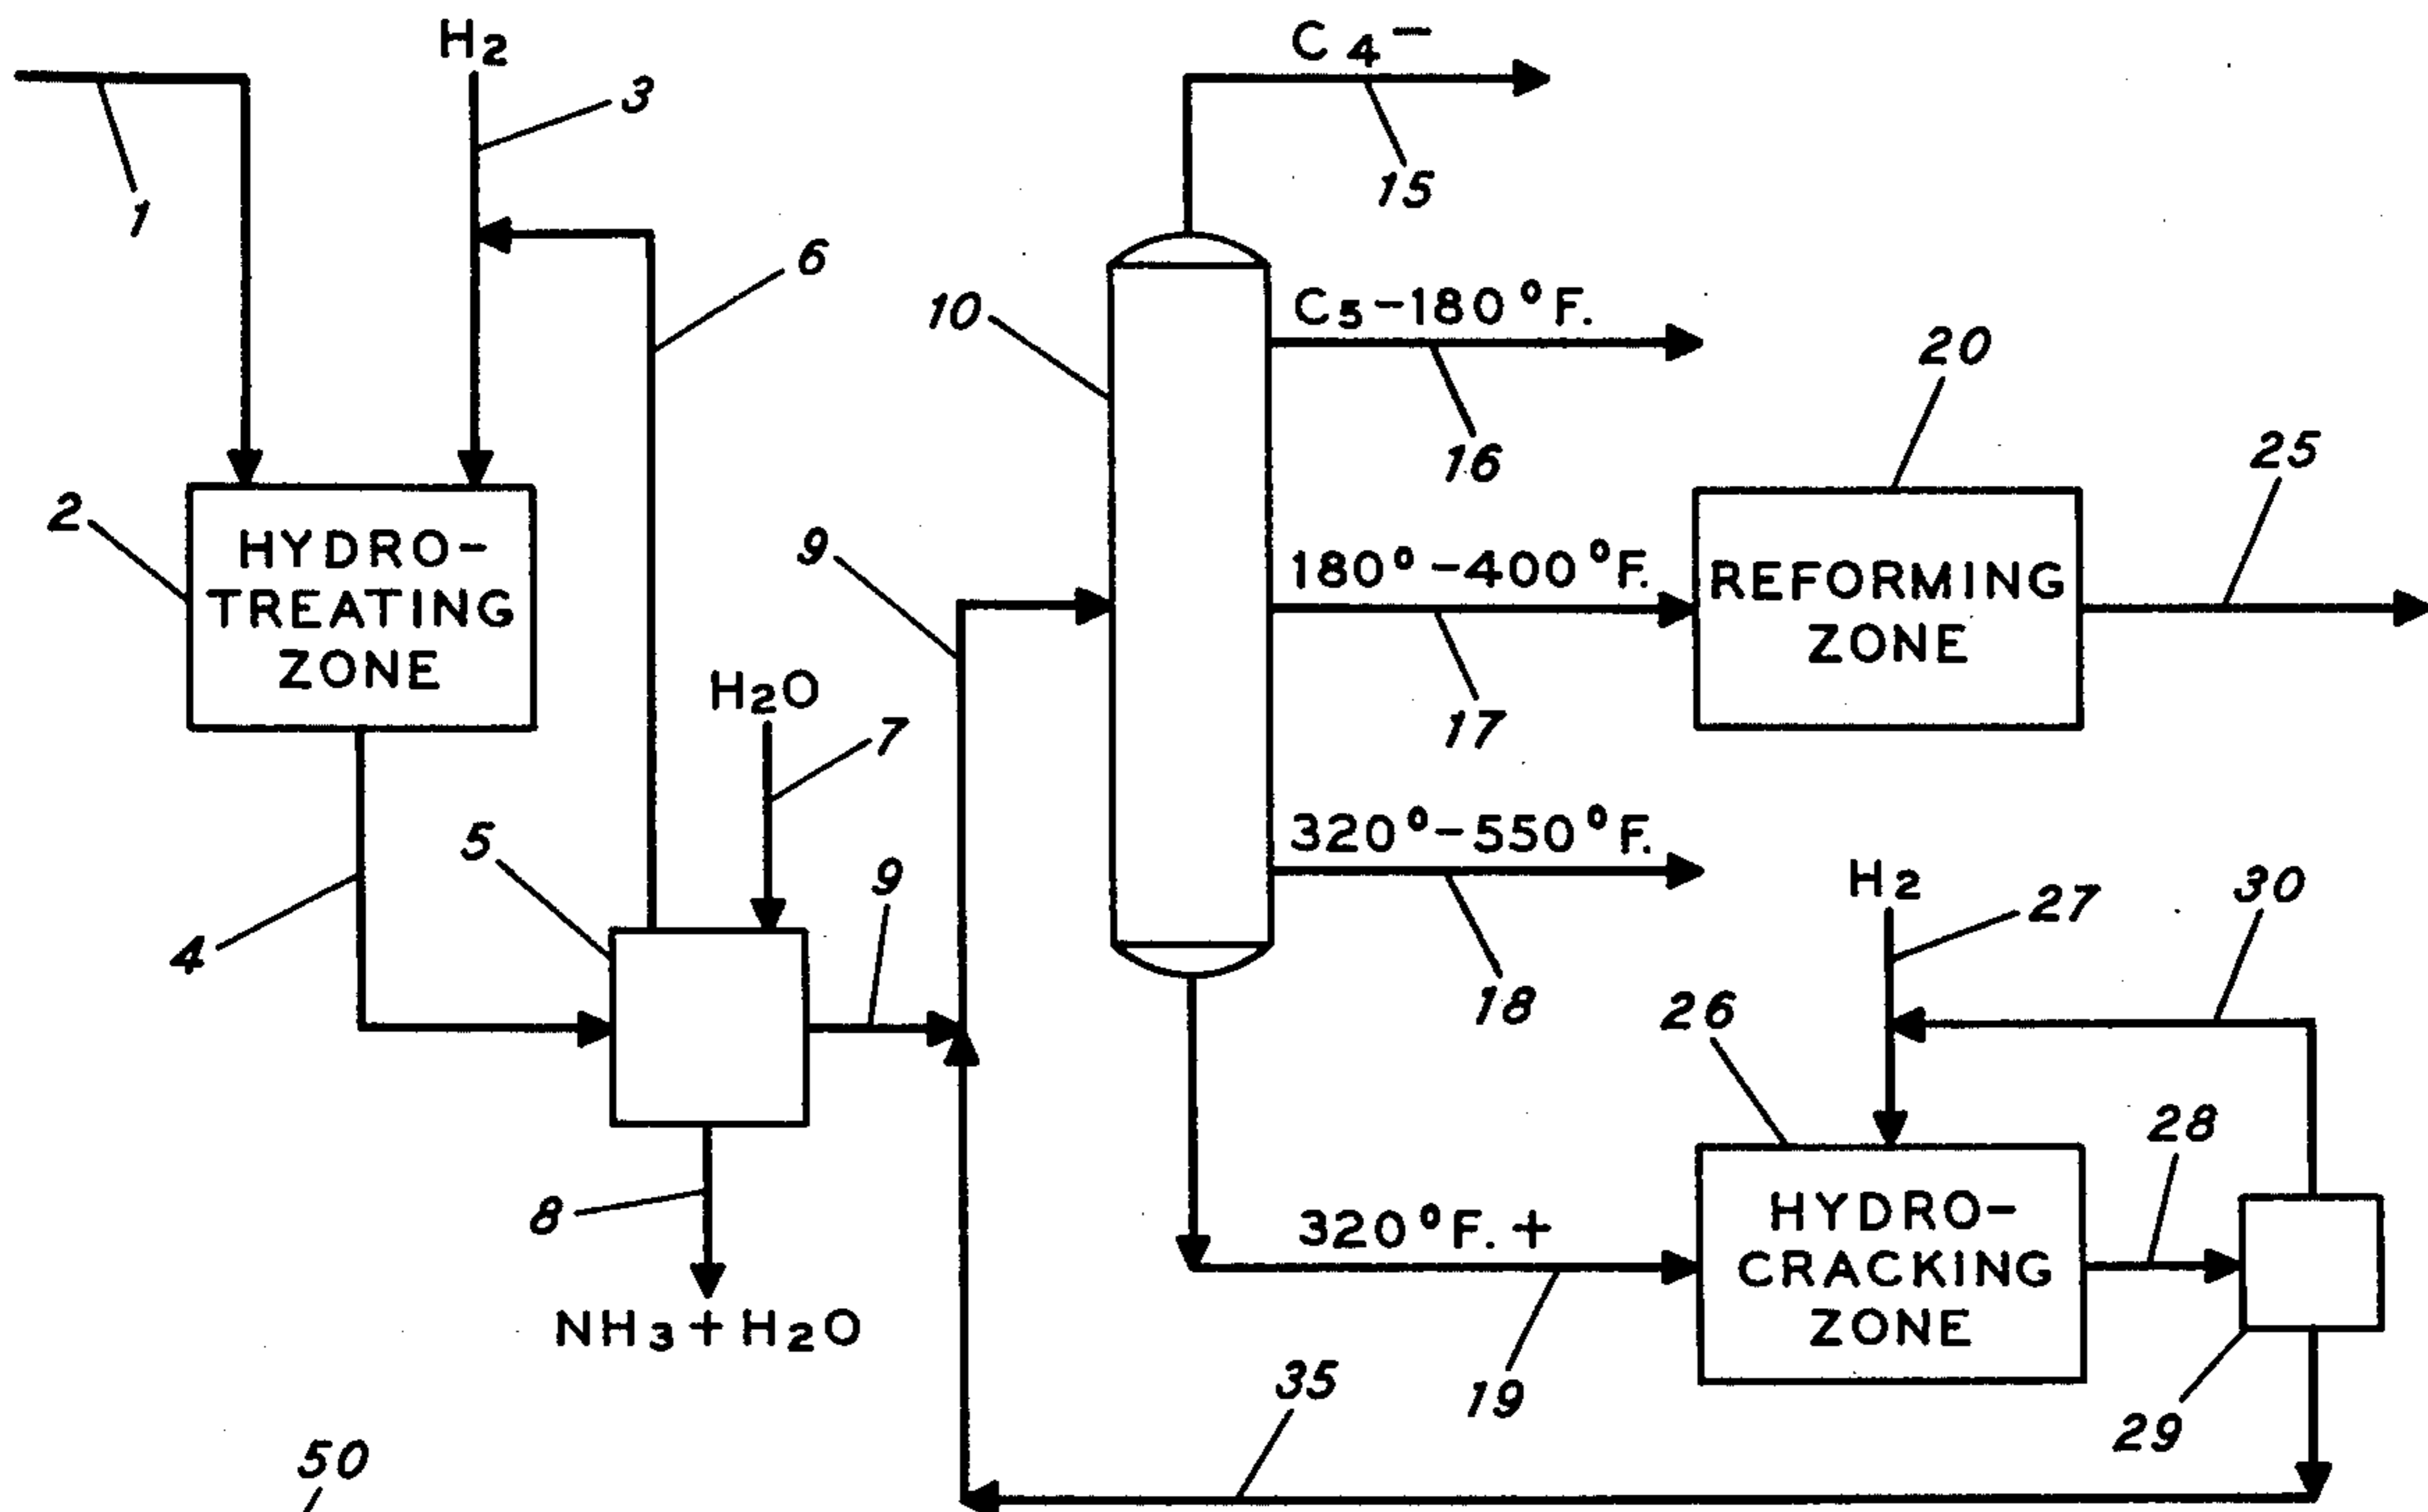 H2
C4-
1
3
15
6
10
C5-180°F.
20
16
25
2
HYDRO-
TREATING
ZONE
9
180°-400°F.
REFORMING
ZONE
H2O
7
17
5
9
320°-550°F.
H2
27
30
4
18
26
28
8
320°F.+
HYDRO-
CRACKING
ZONE
NH3+H2O
35
19
29
50